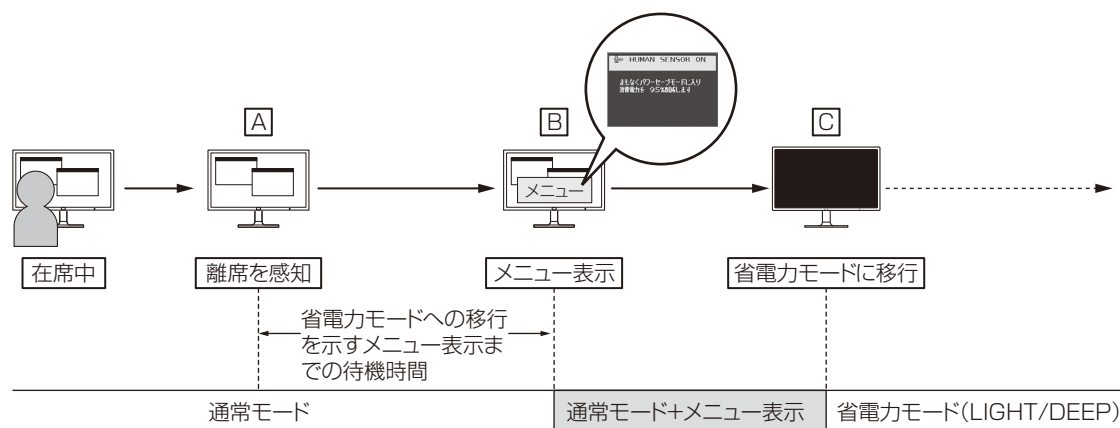 HUMAN SENSOR ON
まもなくパワーセーブモードに入り
消費電力を 95%削減します
A
B
C
メニュー
在席中
離席を感知
メニュー表示
省電力モードに移行
省電力モードへの移行
を示すメニュー表示ま
での待機時間
通常モード
通常モード+メニュー表示
省電力モード(LIGHT/DEEP)